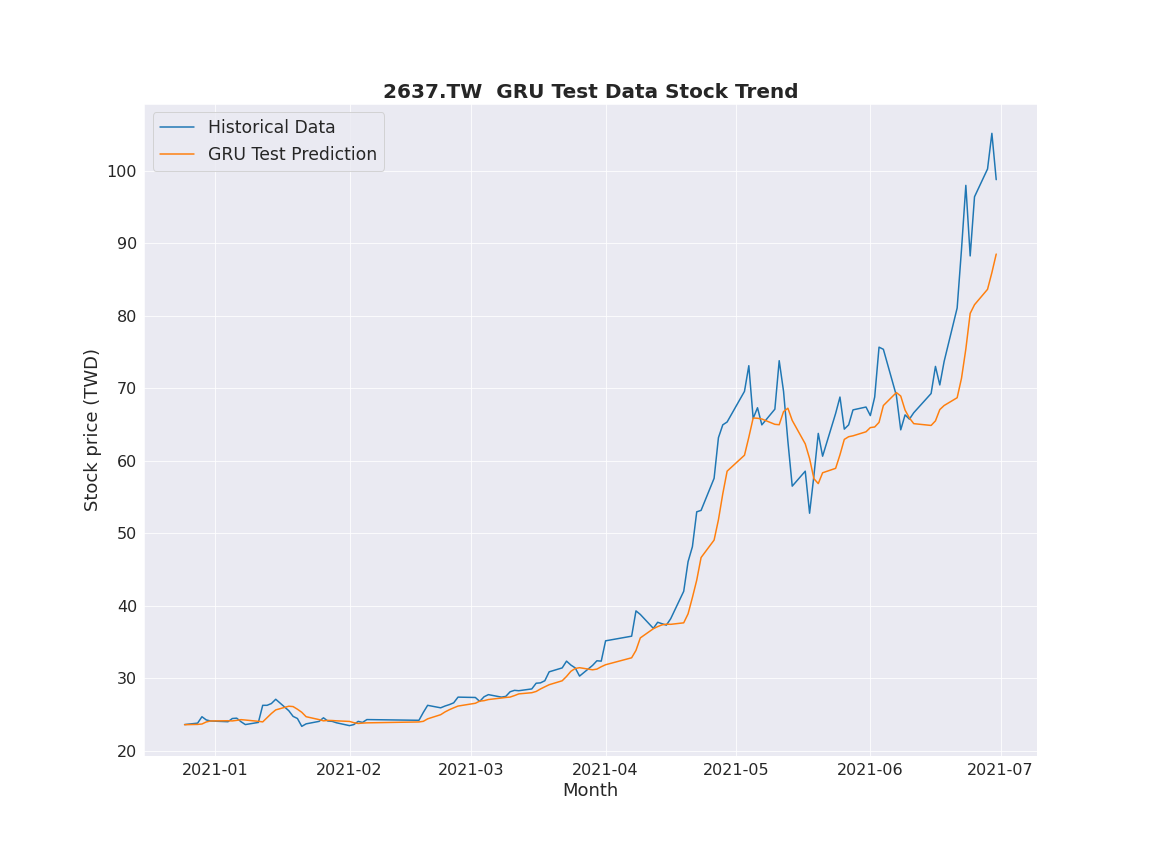 2637.TW  GRU Test Data Stock Trend
Historical Data
GRU Test Prediction
Stock price (TWD)
100
90
80
70
60
50
40
30
20
2021-01 2021-02 2021-03 2021-04 2021-05 2021-06 2021-07
Month